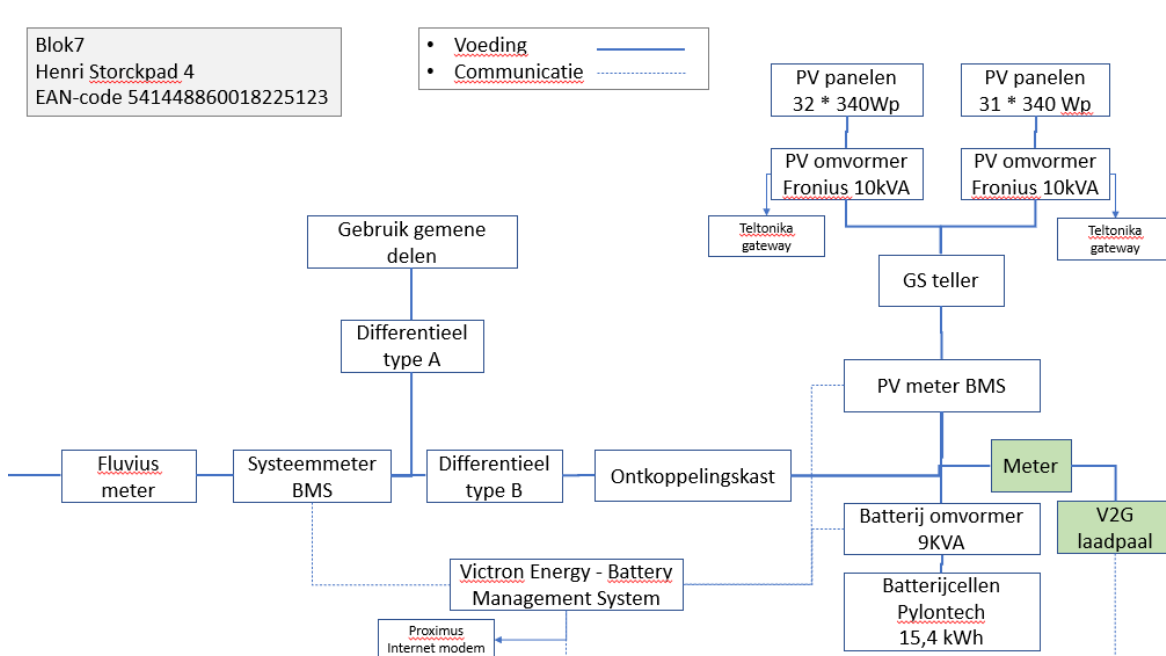 Blok7
Henri Storckpad 4
EAN-code 541448860018225123
• Voeding
• Communicatie
PV panelen
32 * 340Wp
PV panelen
31 * 340 Wp
PV omvormer
Fronius 10kVA
PV omvormer
Fronius 10kVA
Teltonika
gateway
Teltonika
gateway
Gebruik gemene
delen
GS teller
Differentieel
type A
PV meter BMS
Fluvius
meter
Systeemmeter
BMS
Differentieel
type B
Ontkoppelingskast
Meter
Batterij omvormer
9KVA
V2G
laadpaal
Victron Energy - Battery
Management System
Batterijcellen
Pylontech
15,4 kWh
Proximus
Internet modem